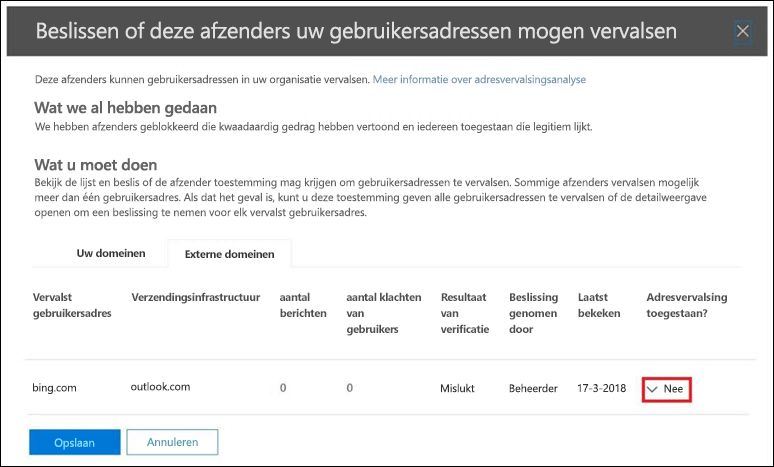 Beslissen of deze afzenders uw gebruikersadressen mogen vervalsen
Deze afzenders kunnen gebruikersadressen in uw organisatie vervalsen. Meer informatie over adresvervalsingsanalyse
Wat we al hebben gedaan
We hebben afzenders geblokkeerd die kwaadaardig gedrag hebben vertoond en iedereen toegestaan die legitiem lijkt.
Wat u moet doen
Bekijk de lijst en beslis of de afzender toestemming mag krijgen om gebruikersadressen te vervalsen. Sommige afzenders vervalsen mogelijk
meer dan één gebruikersadres. Als dat het geval is, kunt u deze toestemming geven alle gebruikersadressen te vervalsen of de detailweergave
openen om een beslissing te nemen voor elk vervalst gebruikersadres.
Uw domeinen Externe domeinen
Vervalst Verzendingsinfrastructuur aantal aantal klachten Resultaat Beslissing Laatst Adresvervalsing
gebruikersadres berichten van van genomen bekeken toegestaan?
gebruikers verificatie door
bing.com outlook.com 0 0 Mislukt Beheerder 17-3-2018 Nee
Opslaan Annuleren